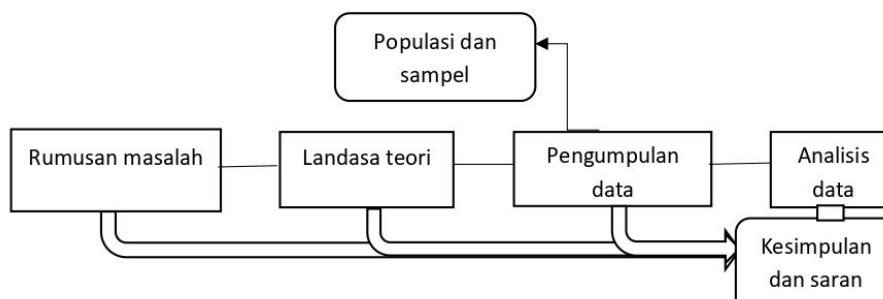 Populasi dan
sampel
Rumusan masalah
Landasa teori
Pengumpulan
data
Analisis
data
Kesimpulan
dan saran